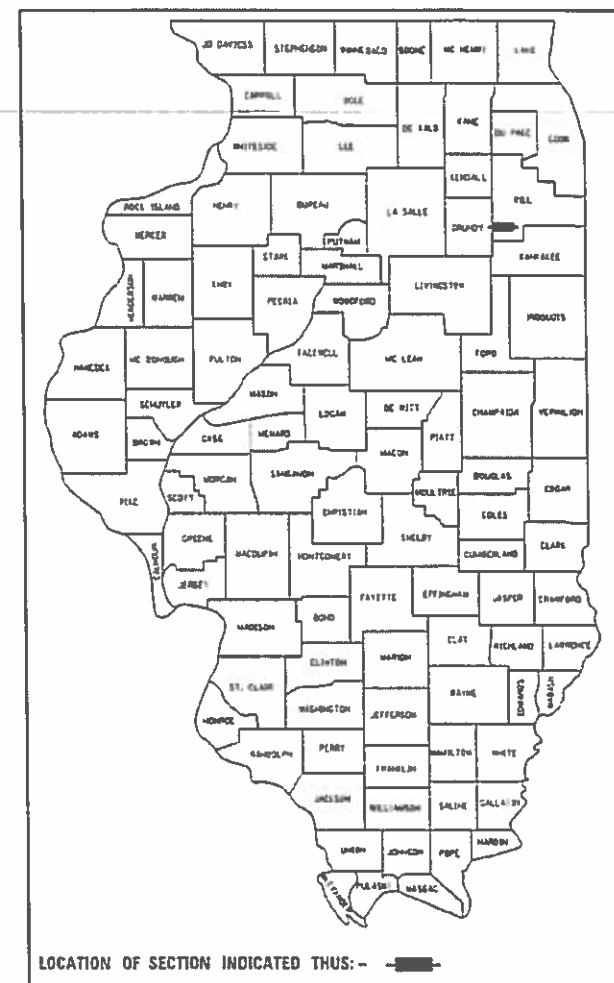 JO DAVIESS STEPHENSON WINNEBAGO BOONE MC HENRY LAKE
CARROLL OGLE
DE KALB KANE DU PAGE COOK
WHITESIDE LEE
KENDALL
ROCK ISLAND HENRY BUREAU LA SALLE WILL
MERCER PUTNAM GRUNDY
STARK KANKAKEE
MARSHALL
HENDERSON WARREN KNOX PEORIA WOODFORD LIVINGSTON
IROQUOIS
HANCOCK MC DONOUGH FULTON TAZEWELL MC LEAN FORD
MASON
SCHUYLER LOGAN DE WITT CHAMPAIGN VERMILION
ADAMS BROWN CASS MENARD MACON PIATT
PIKE SCOTT MORGAN SANGAMON MOULTRIE DOUGLAS EDGAR
CHRISTIAN COLES
GREENE SHELBY
CALHOUN MACOUPIN MONTGOMERY CUMBERLAND CLARK
JERSEY
FAYETTE EFFINGHAM JASPER CRAWFORD
MADISON BOND
CLAY RICHLAND LAWRENCE
CLINTON MARION
ST. CLAIR WAYNE EDWARDS WABASH
WASHINGTON JEFFERSON
MONROE
RANDOLPH PERRY HAMILTON WHITE
FRANKLIN
JACKSON WILLIAMSON SALINE GALLATIN
UNION JOHNSON POPE HARDIN
ALEXANDER PULASKI MASSAC
LOCATION OF SECTION INDICATED THUS:-